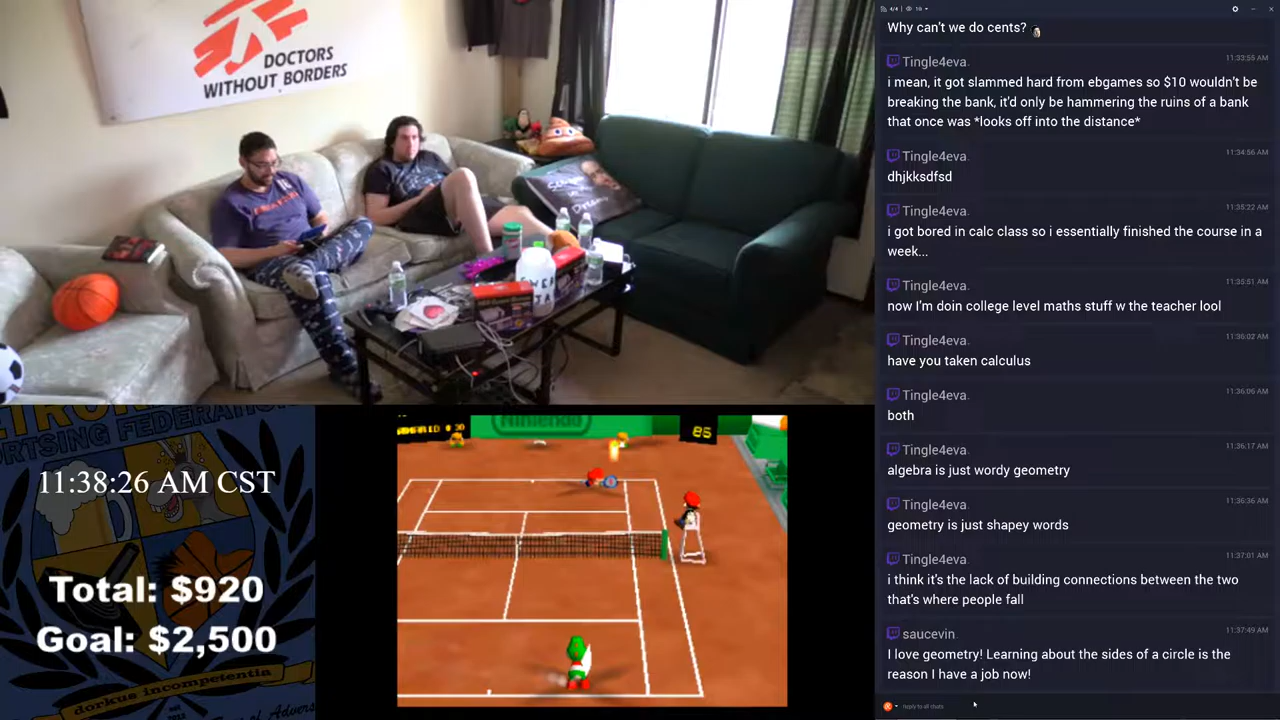 DOCTORS
WITHOUT BORDERS
Why can't we do cents?
Tingle4eva.
11:33:55 AM
i mean, it got slammed hard from ebgames so $10 wouldn't be
breaking the bank, it'd only be hammering the ruins of a bank
that once was *looks off into the distance*
Tingle4eva.
11:34:56 AM
dhjkksdfsd
Tingle4eva.
11:35:22 AM
i got bored in calc class so i essentially finished the course in a
week...
Tingle4eva.
11:35:51 AM
now I'm doin college level maths stuff w the teacher lool
Tingle4eva.
11:36:02 AM
have you taken calculus
Tingle4eva.
11:36:06 AM
both
Tingle4eva.
11:36:17 AM
algebra is just wordy geometry
Tingle4eva.
11:36:36 AM
geometry is just shapey words
Tingle4eva.
11:37:01 AM
i think it's the lack of building connections between the two
that's where people fall
saucevin.
11:37:49 AM
I love geometry! Learning about the sides of a circle is the
reason I have a job now!
reply to all chats
11:38:26 AM CST
Total: $920
Goal: $2,500
dorkus incompetentia
Nintendo
85